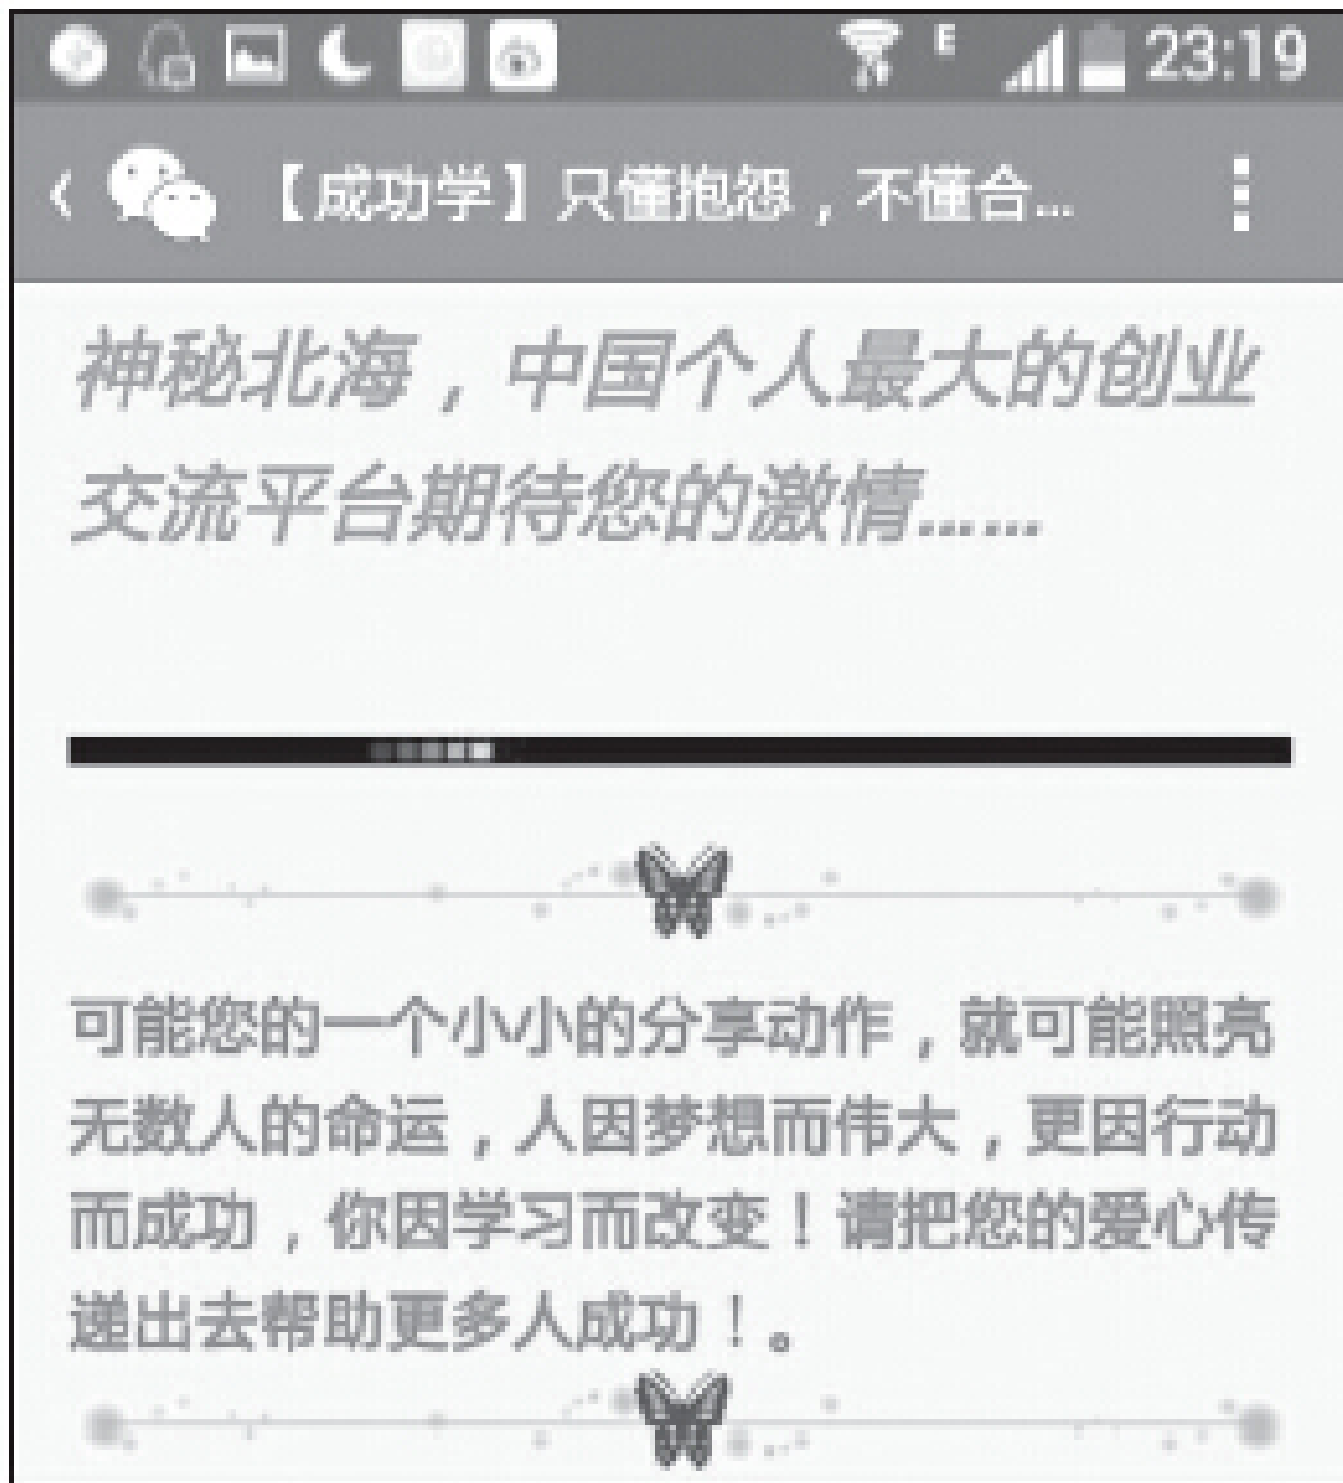 E 23:19
【成功学】只懂抱怨，不懂合...
神秘北海，中国个人最大的创业
交流平台期待您的激情……
可能您的一个小小的分享动作，就可能照亮
无数人的命运，人因梦想而伟大，更因行动
而成功，你因学习而改变！请把您的爱心传
递出去帮助更多人成功！。